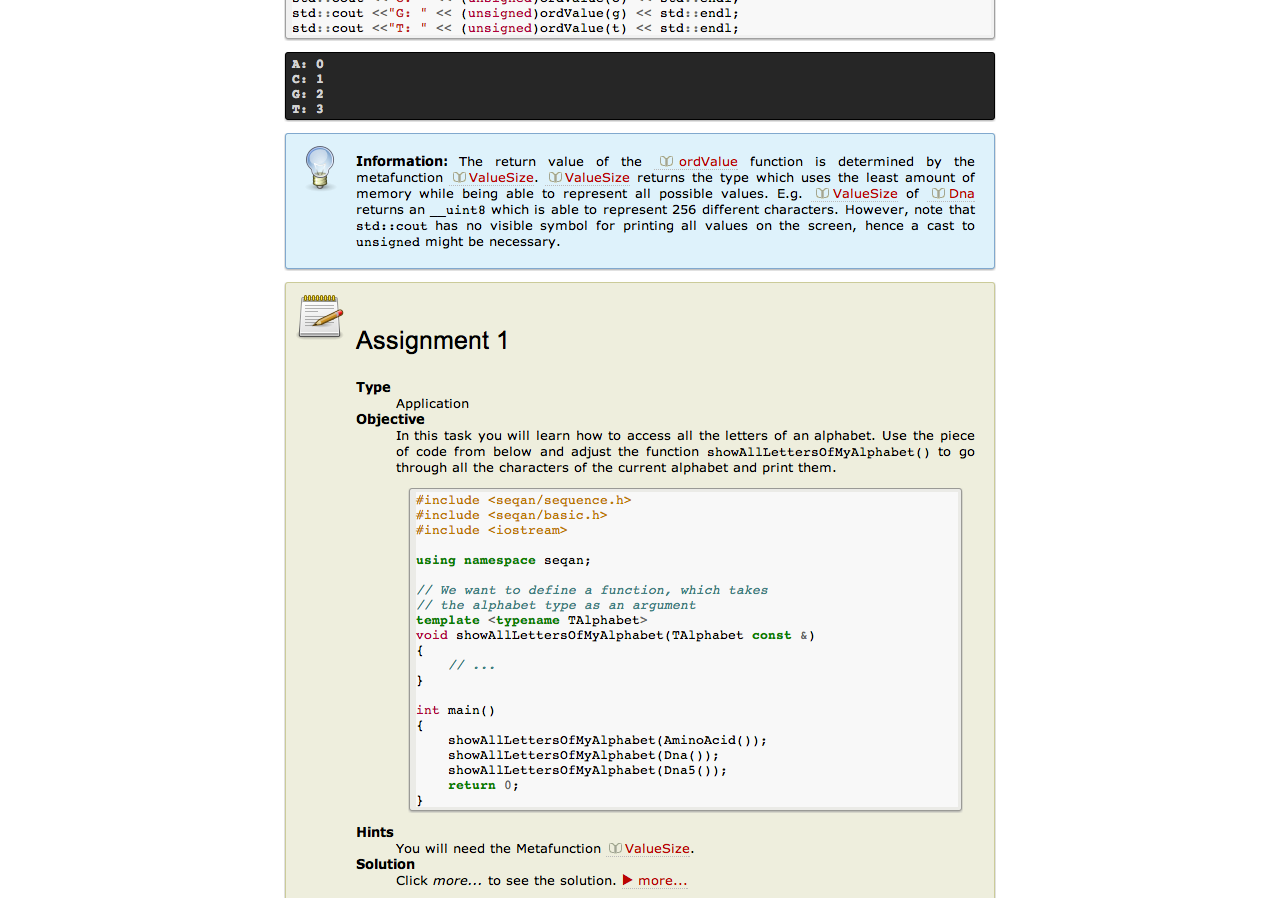 std::cout <<"G: " << (unsigned)ordValue(g) << std::endl;
std::cout <<"T: " << (unsigned)ordValue(t) << std::endl;
A: 0
C: 1
G: 2
T: 3
Information: The return value of the ordValue function is determined by the
metafunction ValueSize. ValueSize returns the type which uses the least amount of
memory while being able to represent all possible values. E.g. ValueSize of Dna
returns an __uint8 which is able to represent 256 different characters. However, note that
std::cout has no visible symbol for printing all values on the screen, hence a cast to
unsigned might be necessary.
Assignment 1
Type
Application
Objective
In this task you will learn how to access all the letters of an alphabet. Use the piece
of code from below and adjust the function showAllLettersOfMyAlphabet() to go
through all the characters of the current alphabet and print them.
#include <seqan/sequence.h>
#include <seqan/basic.h>
#include <iostream>
using namespace seqan;
// We want to define a function, which takes
// the alphabet type as an argument
template <typename TAlphabet>
void showAllLettersOfMyAlphabet(TAlphabet const &)
{
// ...
}
int main()
{
showAllLettersOfMyAlphabet(AminoAcid());
showAllLettersOfMyAlphabet(Dna());
showAllLettersOfMyAlphabet(Dna5());
return 0;
}
Hints
You will need the Metafunction ValueSize.
Solution
Click more... to see the solution. more...